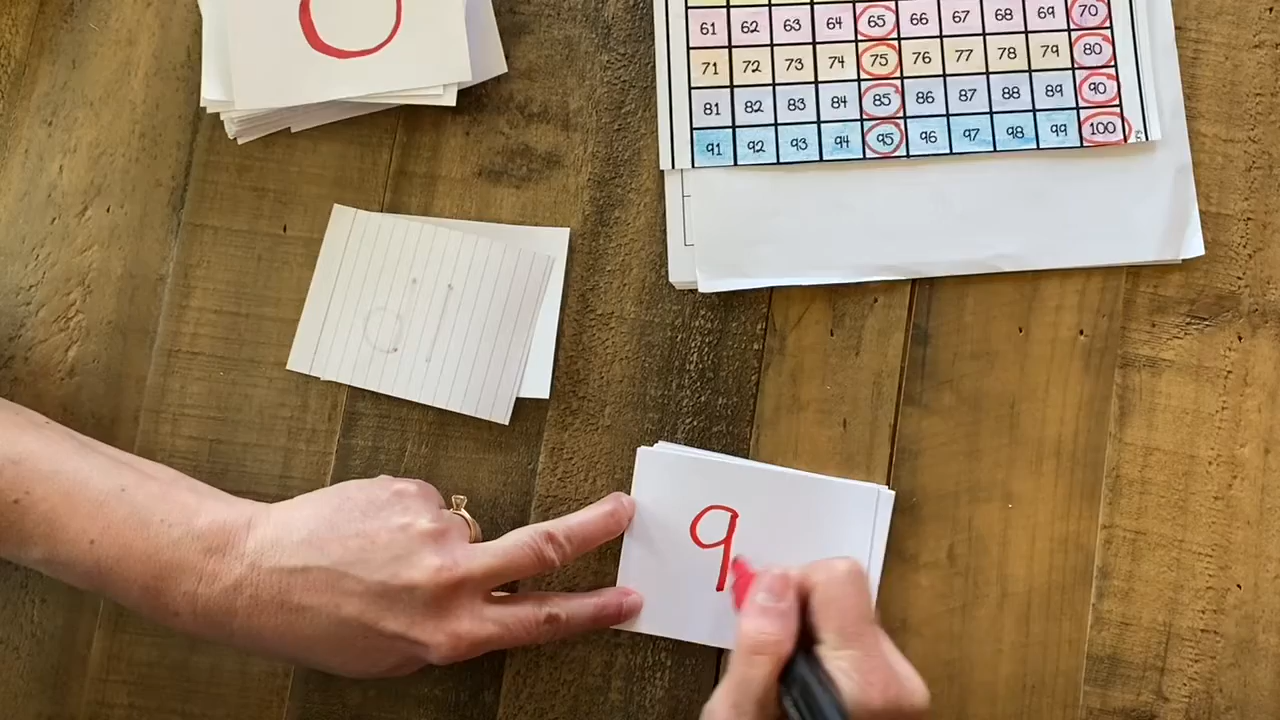 0
61 62 63 64 65 66 67 68 69 70
71 72 73 74 75 76 77 78 79 80
81 82 83 84 85 86 87 88 89 90
91 92 93 94 95 96 97 98 99 100
9